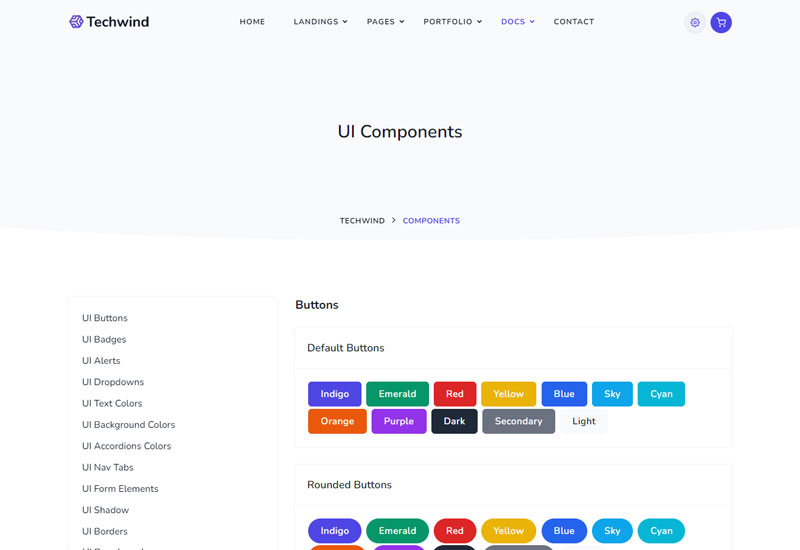 Techwind
HOME LANDINGS PAGES PORTFOLIO DOCS CONTACT
UI Components
TECHWIND > COMPONENTS
UI Buttons
UI Badges
UI Alerts
UI Dropdowns
UI Text Colors
UI Background Colors
UI Accordions Colors
UI Nav Tabs
UI Form Elements
UI Shadow
UI Borders
Buttons
Default Buttons
Indigo Emerald Red Yellow Blue Sky Cyan
Orange Purple Dark Secondary Light
Rounded Buttons
Indigo Emerald Red Yellow Blue Sky Cyan